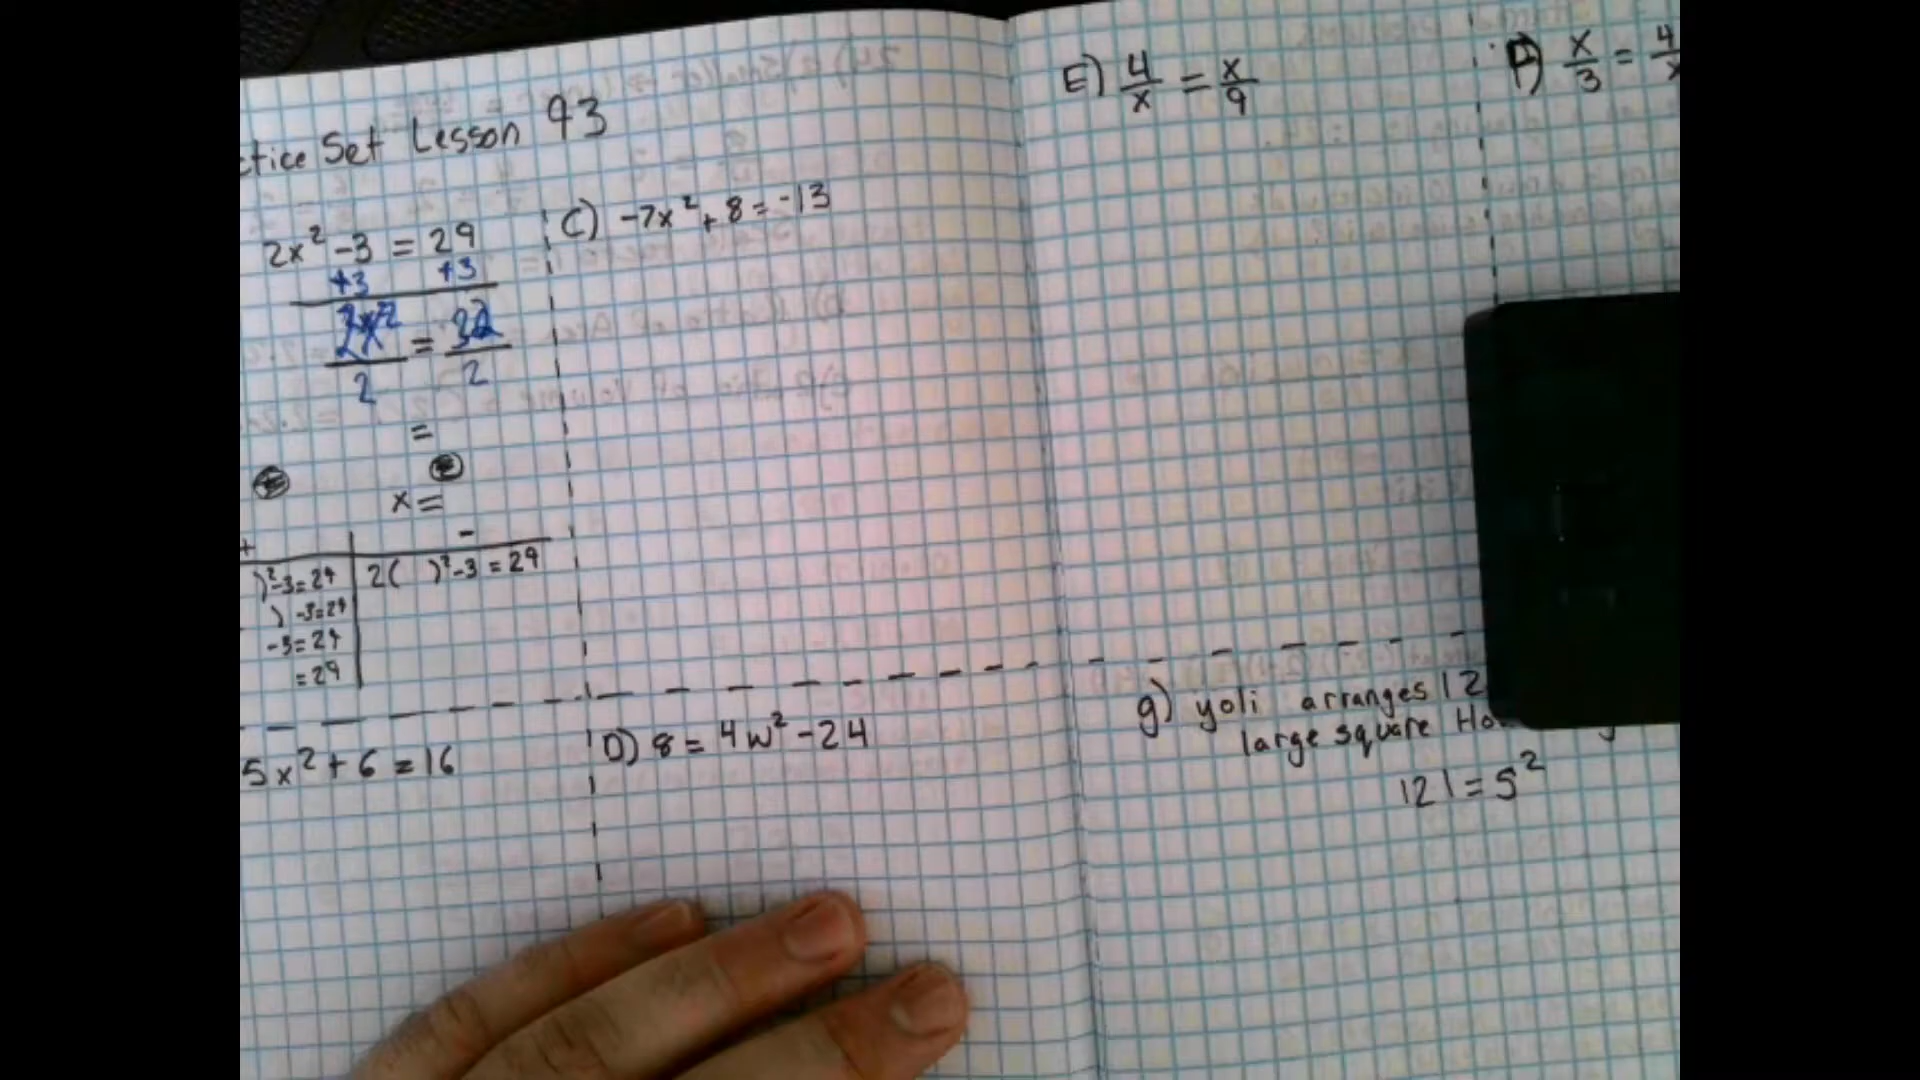 ctice Set Lesson 93
2x² -3 = 29
+3 +3
2x² = 32
2 2
=
x =
+ -
)²-3=29
) -3=29
-3=29
=29
2( )²-3=29
5x²+6=16
C) -7x²+8=-13
D) 8=4w²-24
E) 4/x = x/9
F) x/3 = 4/x
g) yoli arranges 12
large square
121=s²